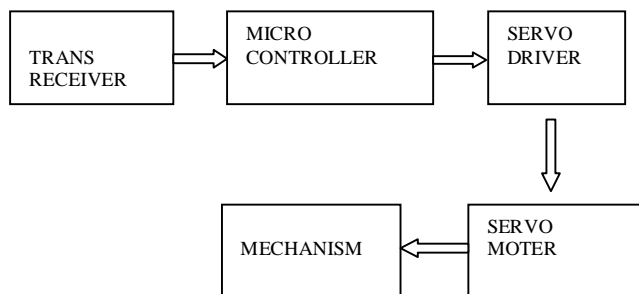 TRANS
RECEIVER
MICRO
CONTROLLER
SERVO
DRIVER
MECHANISM
SERVO
MOTER